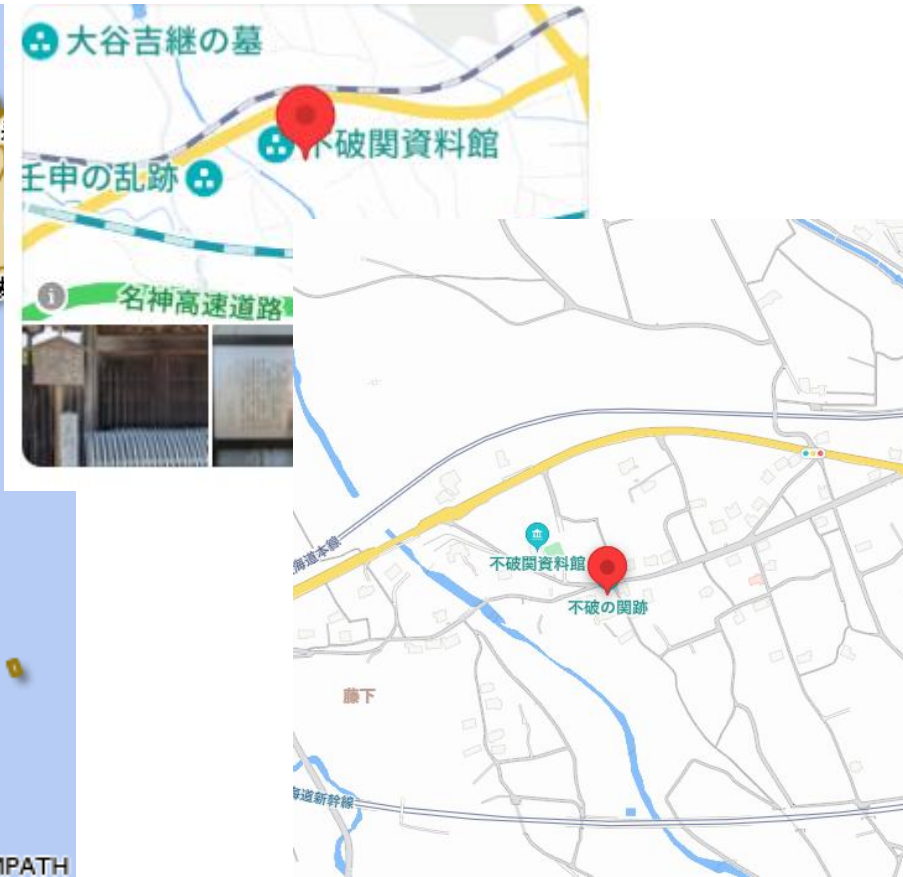 大谷吉継の墓
不破関資料館
壬申の乱跡
名神高速道路
不破関資料館
不破の関跡
海道本線
藤下
海道新幹線
MPATH